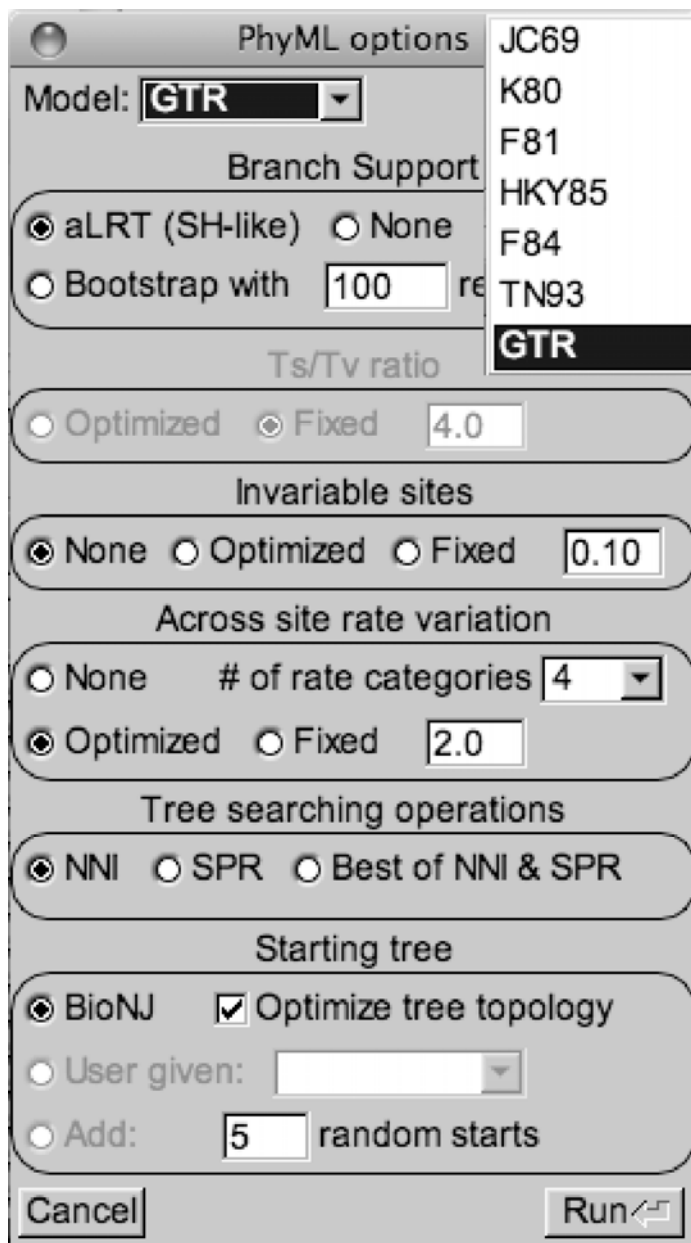 PhyML options
Model: GTR
JC69
K80
F81
HKY85
F84
TN93
GTR
Branch Support
aLRT (SH-like) None
Bootstrap with 100
Ts/Tv ratio
Optimized Fixed 4.0
Invariable sites
None Optimized Fixed 0.10
Across site rate variation
None # of rate categories 4
Optimized Fixed 2.0
Tree searching operations
NNI SPR Best of NNI & SPR
Starting tree
BioNJ Optimize tree topology
User given:
Add: 5 random starts
Cancel Run